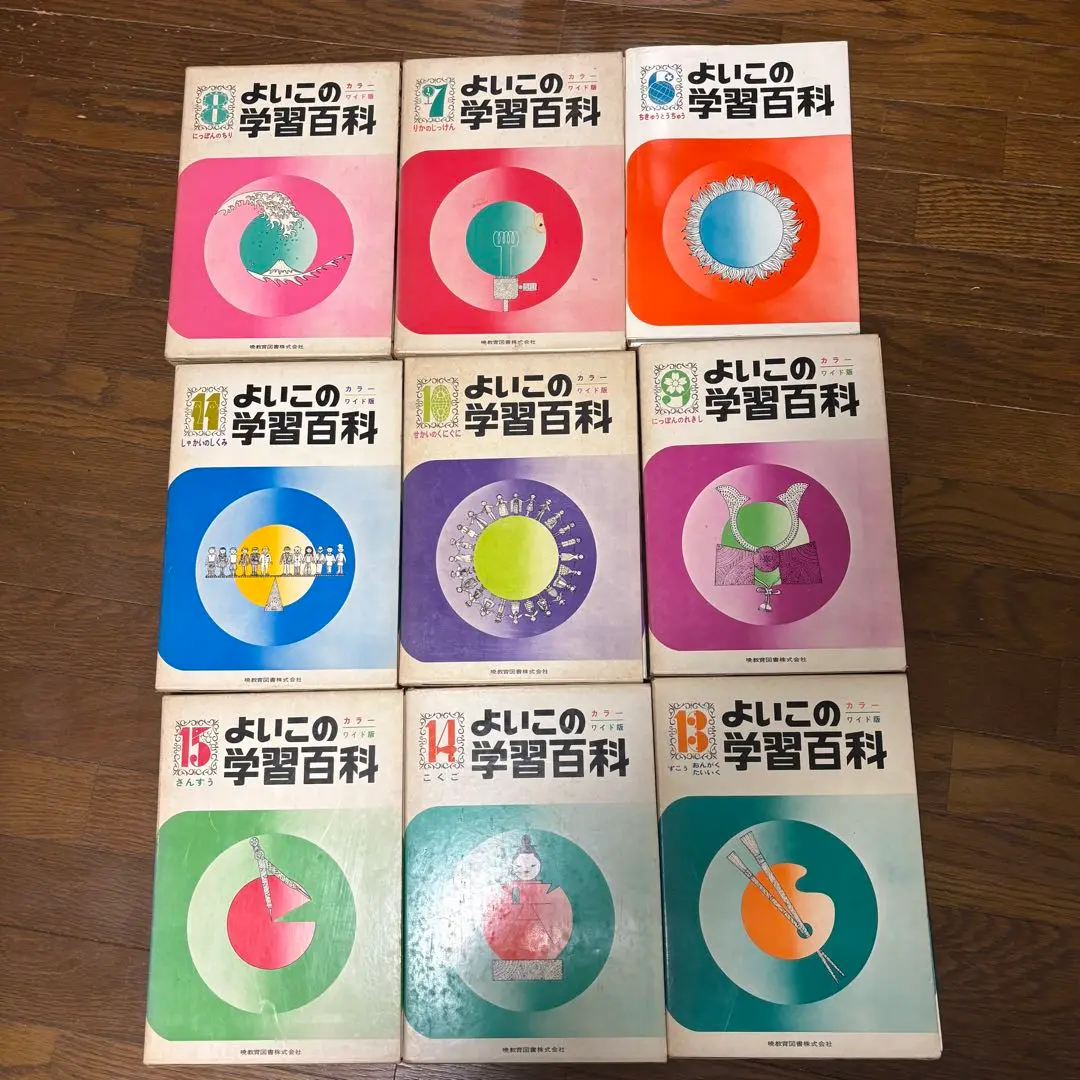 8
にっぽんのちり
よいこの
学習百科
カラー
ワイド版
暁教育図書株式会社
7
りかのじっけん
よいこの
学習百科
カラー
ワイド版
暁教育図書株式会社
6
ちきゅうとうちゅう
よいこの
学習百科
11
しゃかいのしくみ
よいこの
学習百科
カラー
ワイド版
暁教育図書株式会社
10
せかいのくにぐに
よいこの
学習百科
カラー
ワイド版
暁教育図書株式会社
9
にっぽんのれきし
よいこの
学習百科
カラー
ワイド版
暁教育図書株式会社
15
さんすう
よいこの
学習百科
カラー
ワイド版
暁教育図書株式会社
14
こくご
よいこの
学習百科
カラー
ワイド版
暁教育図書株式会社
13
ずこう おんがく
たいいく
よいこの
学習百科
カラー
ワイド版
暁教育図書株式会社